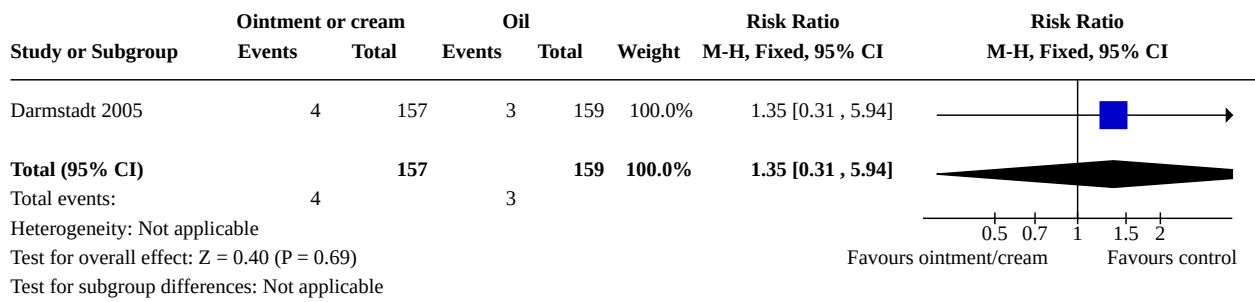 Ointment or cream Oil Risk Ratio Risk Ratio
Study or Subgroup Events Total Events Total Weight M-H, Fixed, 95% CI M-H, Fixed, 95% CI
Darmstadt 2005 4 157 3 159 100.0% 1.35 [0.31 , 5.94]
Total (95% CI) 157 159 100.0% 1.35 [0.31 , 5.94]
Total events: 4 3
Heterogeneity: Not applicable 0.5 0.7 1 1.5 2
Test for overall effect: Z = 0.40 (P = 0.69) Favours ointment/cream Favours control
Test for subgroup differences: Not applicable